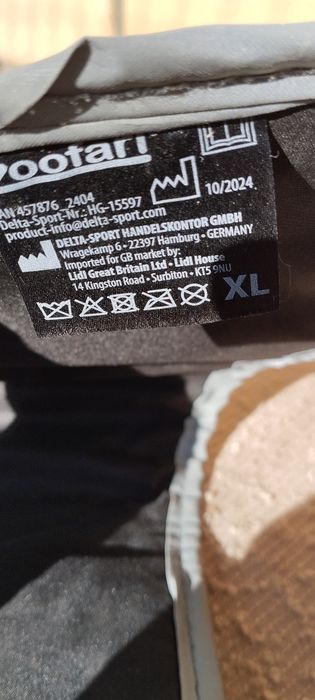 zoofari
AN 457876_2404
Delta-Sport-Nr.: HG-15597
product-info@delta-sport.com
10/2024
DELTA-SPORT HANDELSKONTOR GMBH
Wragekamp 6 • 22397 Hamburg • GERMANY
Imported for GB market by:
Lidl Great Britain Ltd • Lidl House
14 Kingston Road • Surbiton • KT5 9NU
XL